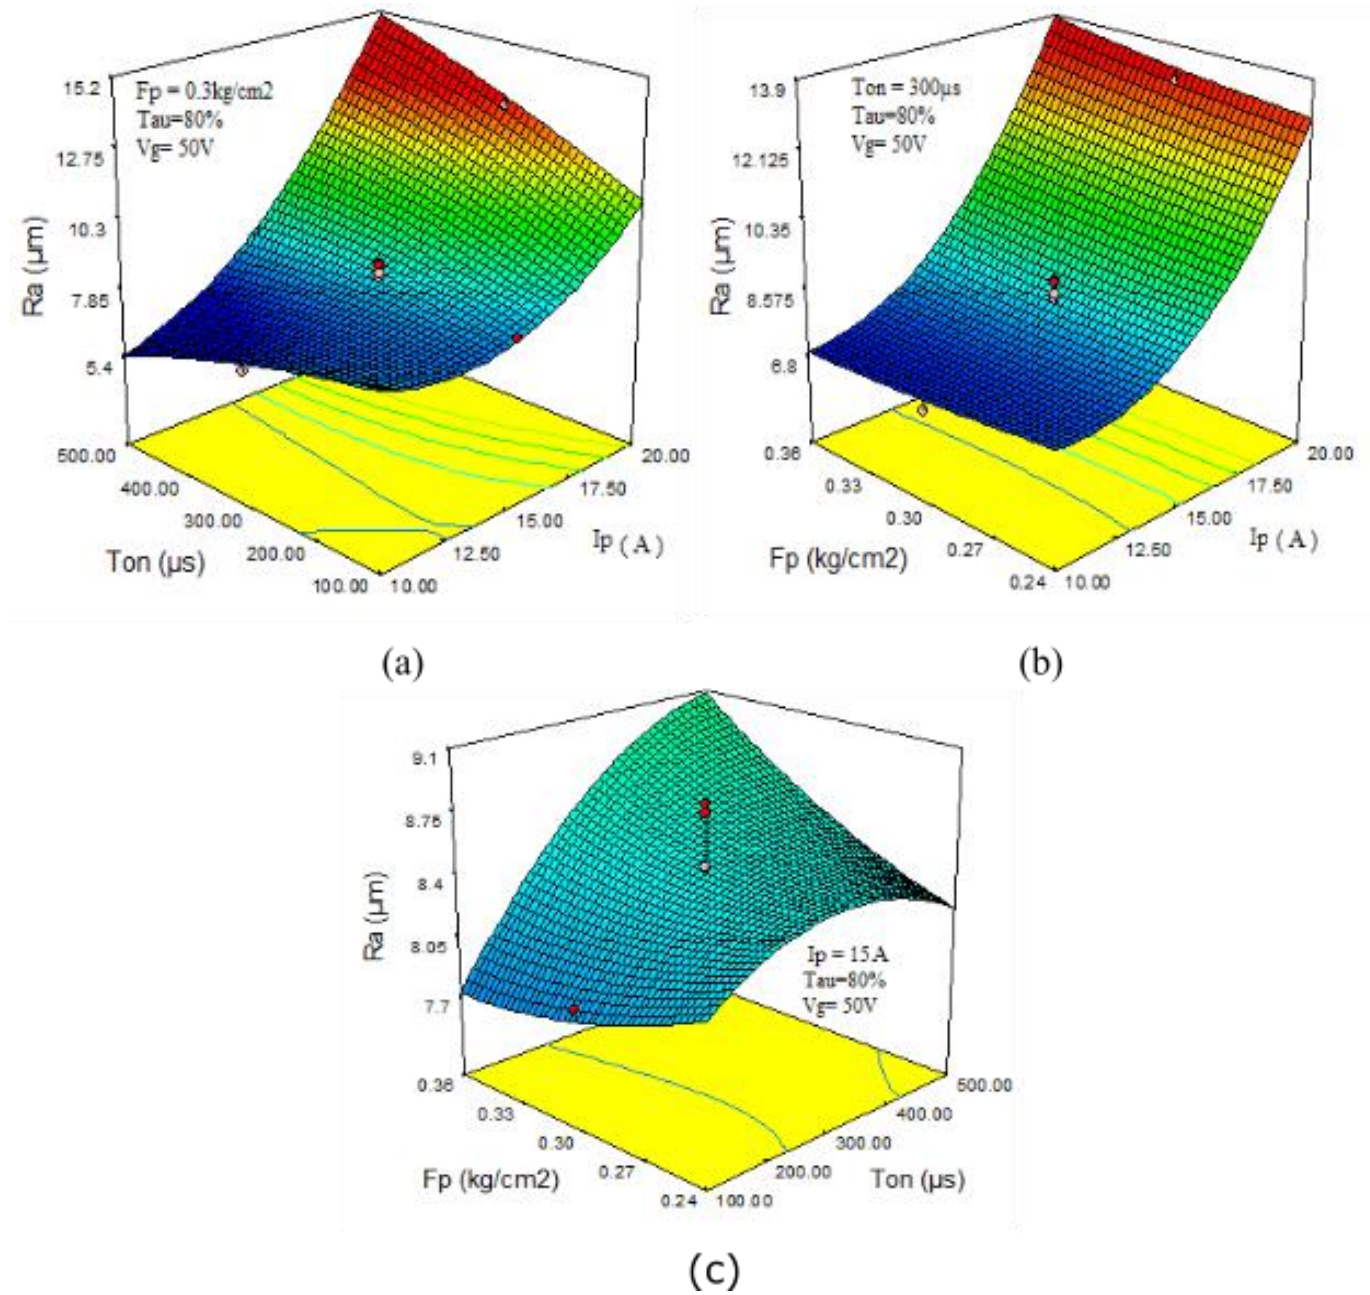 Fp = 0.3kg/cm2
Tau=80%
Vg= 50V
15.2
12.75
10.3
7.85
5.4
Ra (µm)
500.00
400.00
300.00
200.00
100.00
Ton (µs)
10.00
12.50
15.00
17.50
20.00
Ip ( A )
(a)
Ton = 300µs
Tau=80%
Vg= 50V
13.9
12.125
10.35
8.575
6.8
Ra (µm)
0.36
0.33
0.30
0.27
0.24
Fp (kg/cm2)
10.00
12.50
15.00
17.50
20.00
Ip ( A )
(b)
9.1
8.75
8.4
8.05
7.7
Ra (µm)
Ip = 15A
Tau=80%
Vg= 50V
0.36
0.33
0.30
0.27
0.24
Fp (kg/cm2)
100.00
200.00
300.00
400.00
500.00
Ton (µs)
(c)